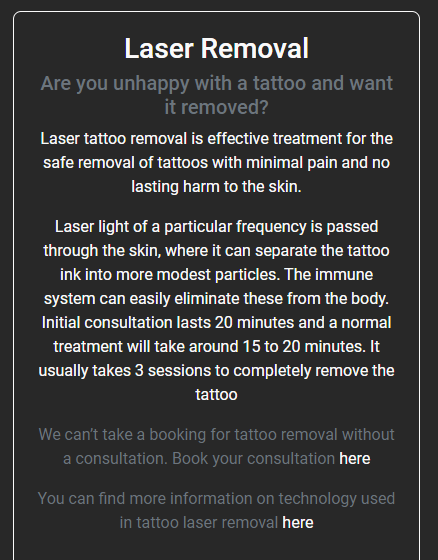 Laser Removal
Are you unhappy with a tattoo and want
it removed?
Laser tattoo removal is effective treatment for the
safe removal of tattoos with minimal pain and no
lasting harm to the skin.
Laser light of a particular frequency is passed
through the skin, where it can separate the tattoo
ink into more modest particles. The immune
system can easily eliminate these from the body.
Initial consultation lasts 20 minutes and a normal
treatment will take around 15 to 20 minutes. It
usually takes 3 sessions to completely remove the
tattoo
We can't take a booking for tattoo removal without
a consultation. Book your consultation here
You can find more information on technology used
in tattoo laser removal here